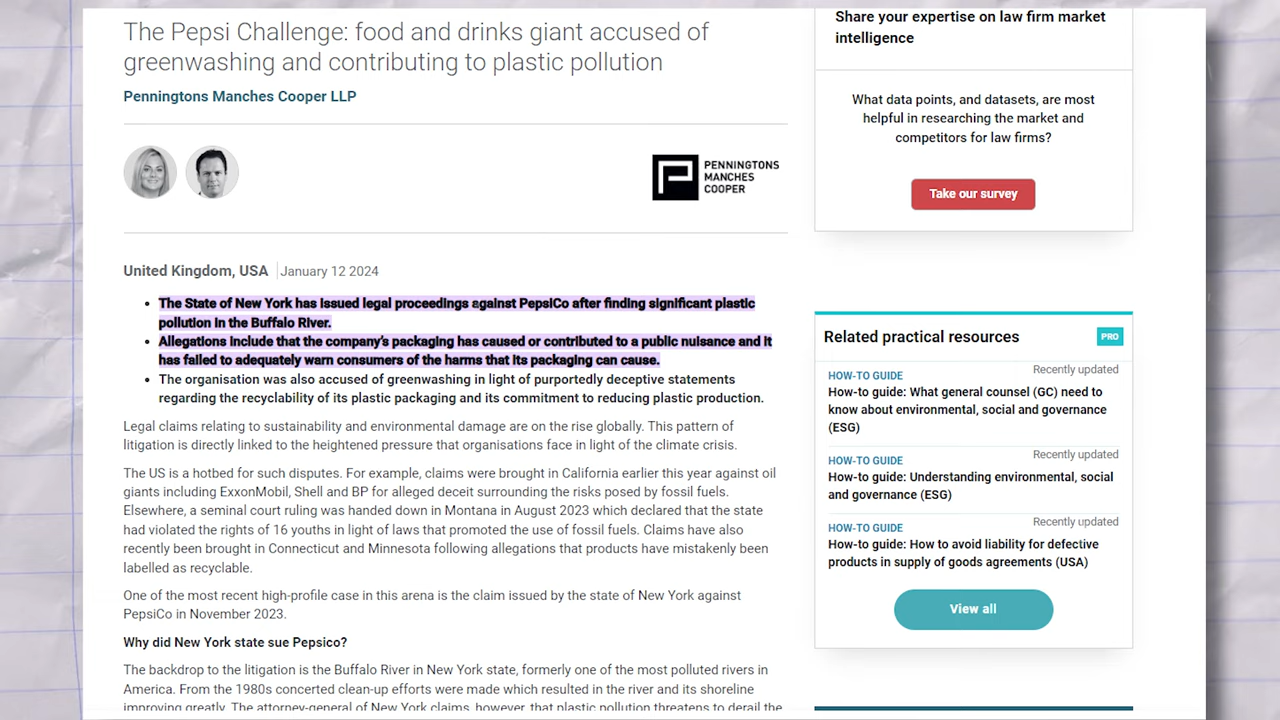 The Pepsi Challenge: food and drinks giant accused of
greenwashing and contributing to plastic pollution
Penningtons Manches Cooper LLP
PENNINGTONS
MANCHES
COOPER
United Kingdom, USA January 12 2024
• The State of New York has issued legal proceedings against PepsiCo after finding significant plastic
pollution in the Buffalo River.
• Allegations include that the company's packaging has caused or contributed to a public nuisance and it
has failed to adequately warn consumers of the harms that its packaging can cause.
• The organisation was also accused of greenwashing in light of purportedly deceptive statements
regarding the recyclability of its plastic packaging and its commitment to reducing plastic production.
Legal claims relating to sustainability and environmental damage are on the rise globally. This pattern of
litigation is directly linked to the heightened pressure that organisations face in light of the climate crisis.
The US is a hotbed for such disputes. For example, claims were brought in California earlier this year against oil
giants including ExxonMobil, Shell and BP for alleged deceit surrounding the risks posed by fossil fuels.
Elsewhere, a seminal court ruling was handed down in Montana in August 2023 which declared that the state
had violated the rights of 16 youths in light of laws that promoted the use of fossil fuels. Claims have also
recently been brought in Connecticut and Minnesota following allegations that products have mistakenly been
labelled as recyclable.
One of the most recent high-profile case in this arena is the claim issued by the state of New York against
PepsiCo in November 2023.
Why did New York state sue Pepsico?
The backdrop to the litigation is the Buffalo River in New York state, formerly one of the most polluted rivers in
America. From the 1980s concerted clean-up efforts were made which resulted in the river and its shoreline
improving greatly. The attorney-general of New York claims, however, that plastic pollution threatens to derail the
Share your expertise on law firm market
intelligence
What data points, and datasets, are most
helpful in researching the market and
competitors for law firms?
Take our survey
Related practical resources PRO
HOW-TO GUIDE Recently updated
How-to guide: What general counsel (GC) need to
know about environmental, social and governance
(ESG)
HOW-TO GUIDE Recently updated
How-to guide: Understanding environmental, social
and governance (ESG)
HOW-TO GUIDE Recently updated
How-to guide: How to avoid liability for defective
products in supply of goods agreements (USA)
View all